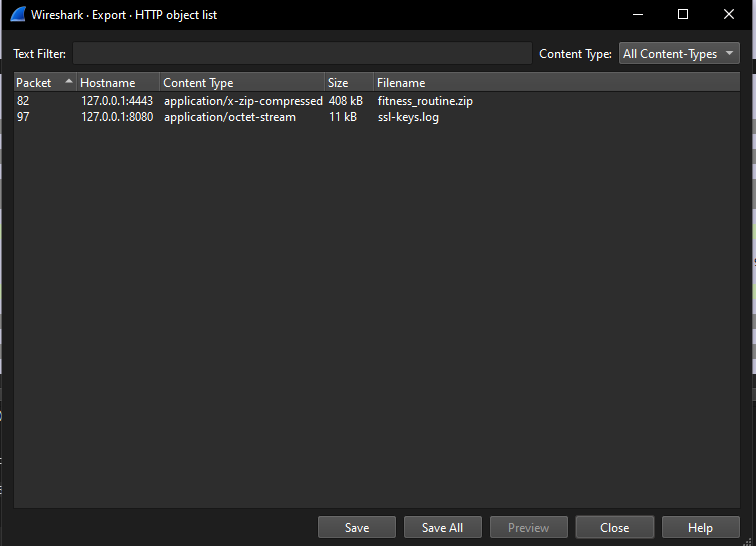 Wireshark · Export · HTTP object list
Text Filter: Content Type: All Content-Types
Packet Hostname Content Type Size Filename
82 127.0.0.1:4443 application/x-zip-compressed 408 kB fitness_routine.zip
97 127.0.0.1:8080 application/octet-stream 11 kB ssl-keys.log
Save Save All Preview Close Help